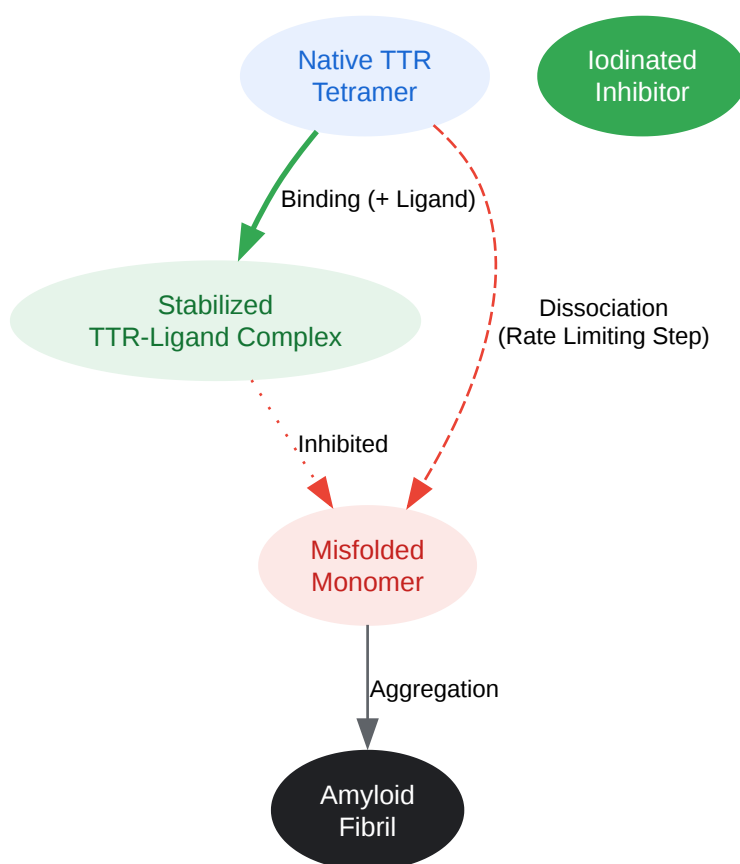 Native TTR
Tetramer
Iodinated
Inhibitor
Binding (+ Ligand)
Stabilized
TTR-Ligand Complex
Dissociation
(Rate Limiting Step)
Inhibited
Misfolded
Monomer
Aggregation
Amyloid
Fibril